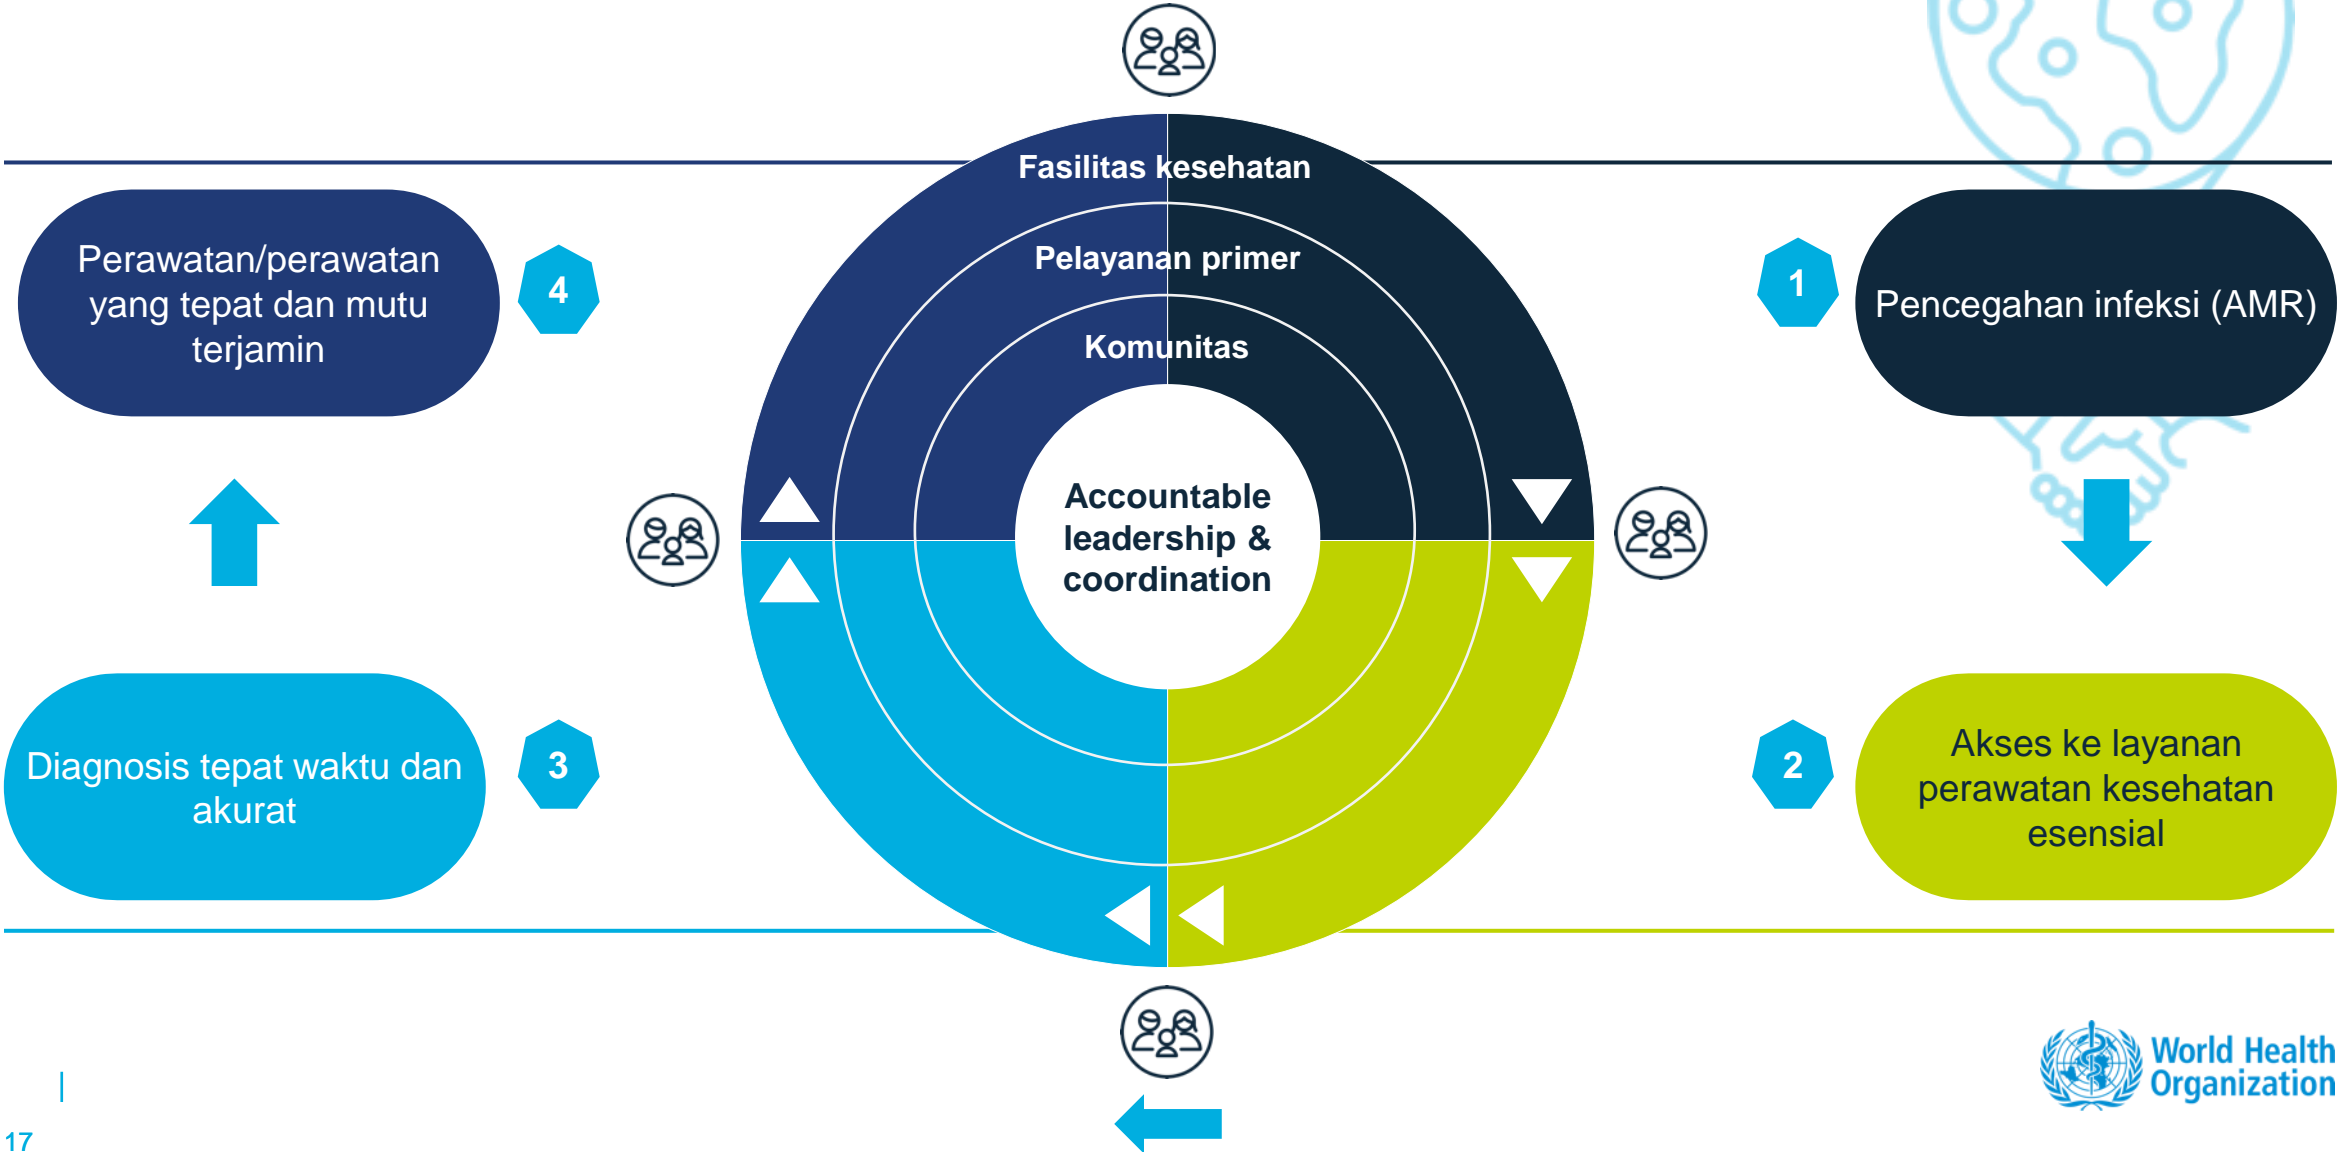 Fasilitas kesehatan
Pelayanan primer
Komunitas
Accountable
leadership &
coordination
1
Pencegahan infeksi (AMR)
2
Akses ke layanan
perawatan kesehatan
esensial
3
Diagnosis tepat waktu dan
akurat
4
Perawatan/perawatan
yang tepat dan mutu
terjamin
World Health
Organization
|
17